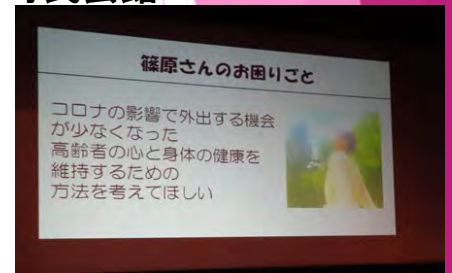 篠原さんのお困りごと
コロナの影響で外出する機会
が少なくなった
高齢者の心と身体の健康を
維持するための
方法を考えてほしい